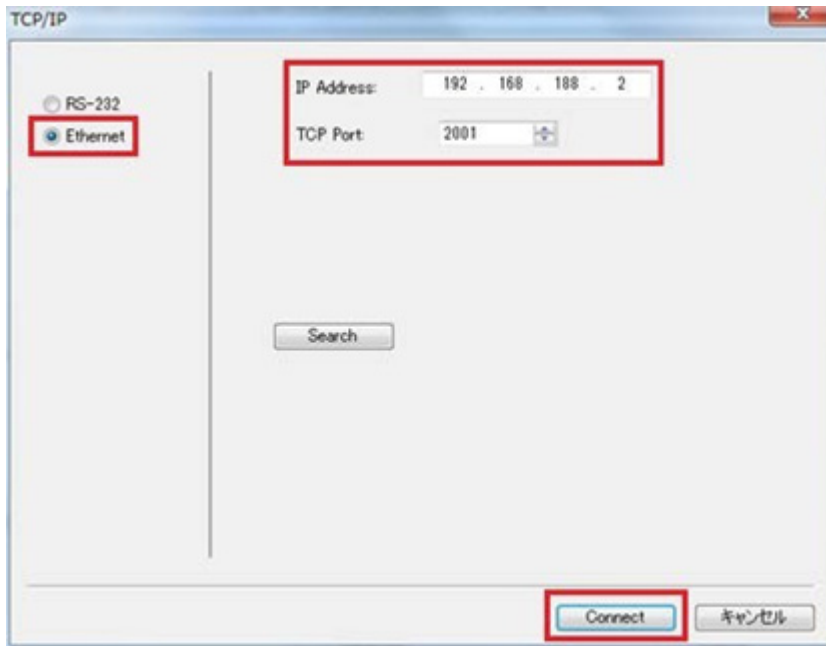 TCP/IP
RS-232
Ethernet
IP Address: 192 . 168 . 188 . 2
TCP Port: 2001
Search
Connect
キャンセル